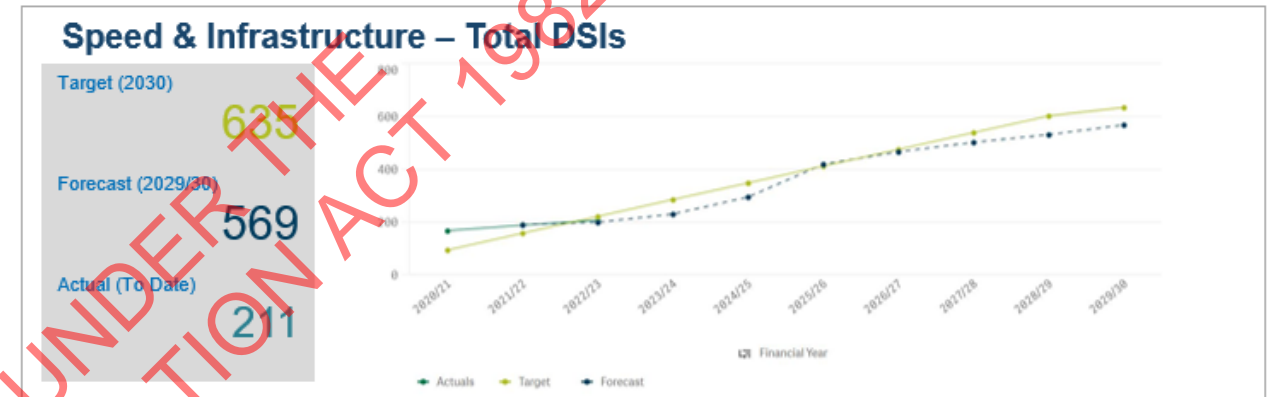 Speed & Infrastructure – Total DSIs
Target (2030)
635
Forecast (2029/30)
569
Actual (To Date)
211
800
600
400
200
0
2020/21
2021/22
2022/23
2023/24
2024/25
2025/26
2026/27
2027/28
2028/29
2029/30
Financial Year
Actuals
Target
Forecast
UNDER THE
TION ACT 1982